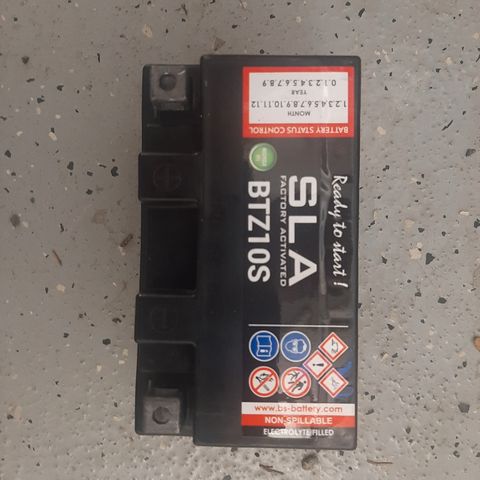 BATTERY STATUS CONTROL
MONTH
1.2.3.4.5.6.7.8.9.10.11.12
YEAR
0.1.2.3.4.5.6.7.8.9
Ready to start !
SLA
FACTORY ACTIVATED
BTZ10S
www.bs-battery.com
NON-SPILLABLE
ELECTROLYTE FILLED